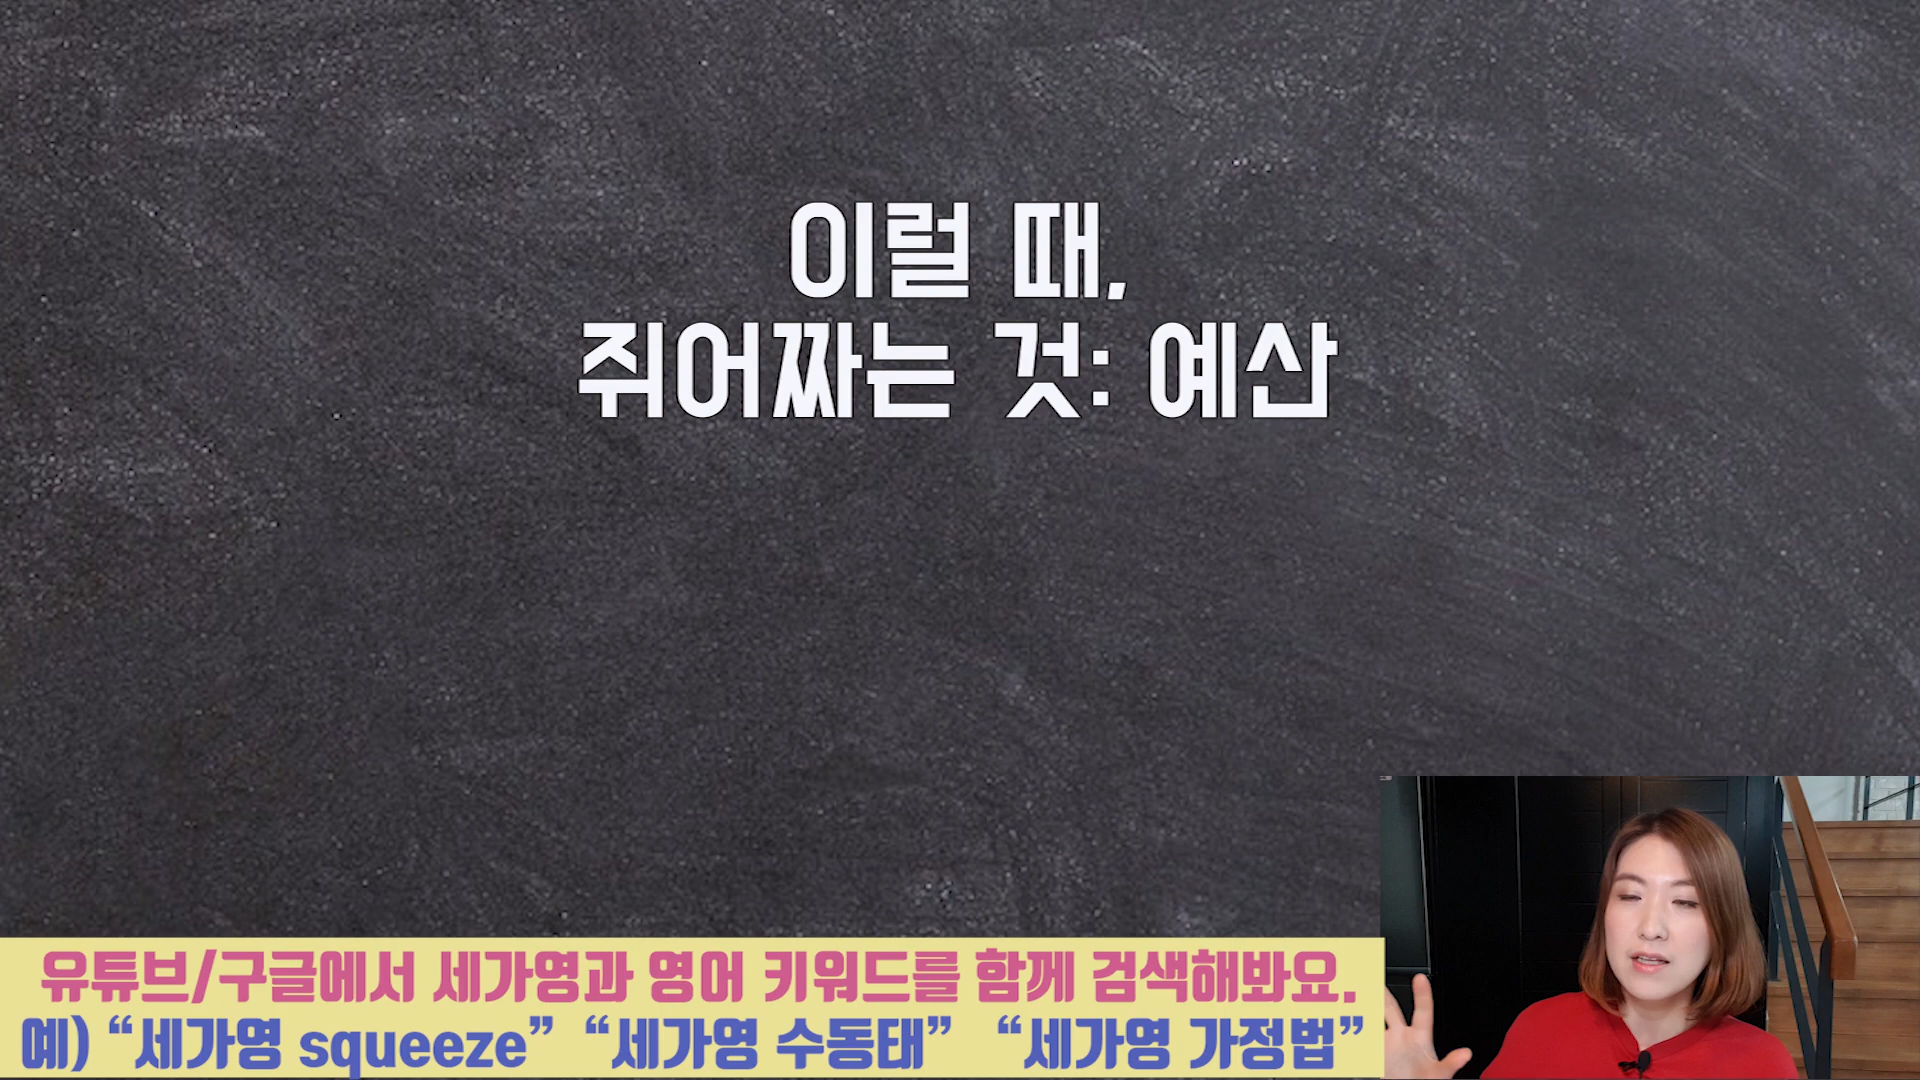 이럴 때,
쥐어짜는 것: 예산
유튜브/구글에서 세가영과 영어 키워드를 함께 검색해봐요.
예) “세가영 squeeze” “세가영 수동태” “세가영 가정법”